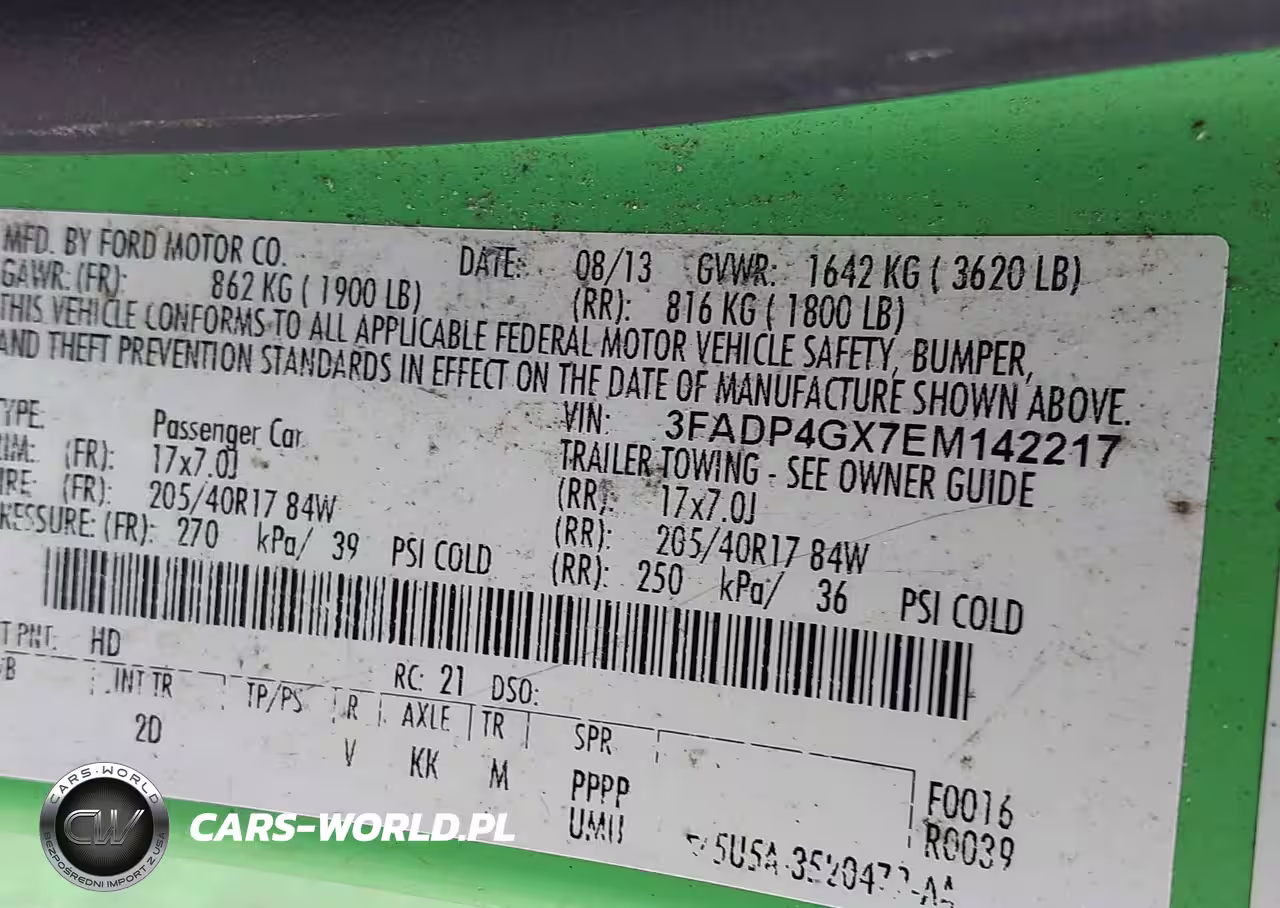 MFD. BY FORD MOTOR CO. DATE: 08/13 GVWR: 1642 KG ( 3620 LB)
GAWR: (FR): 862 KG ( 1900 LB) (RR): 816 KG ( 1800 LB)
THIS VEHICLE CONFORMS TO ALL APPLICABLE FEDERAL MOTOR VEHICLE SAFETY, BUMPER,
AND THEFT PREVENTION STANDARDS IN EFFECT ON THE DATE OF MANUFACTURE SHOWN ABOVE.
VIN: 3FADP4GX7EM142217
TYPE: Passenger Car TRAILER TOWING - SEE OWNER GUIDE
(FR): 17x7.0J (RR): 17x7.0J
(FR): 205/40R17 84W (RR): 205/40R17 84W
(FR): 270 kPa/ 39 PSI COLD (RR): 250 kPa/ 36 PSI COLD
PNT: HD RC: 21 DSO:
INT TR TP/PS R AXLE TR SPR
2D V KK M PPPP F0016
UMU R0039
CARS-WORLD
CW
BEZPOŚREDNI IMPORT Z USA
CARS-WORLD.PL